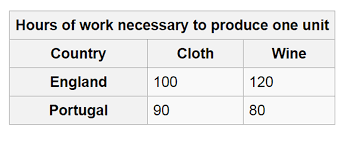 Hours of work necessary to produce one unit
Country Cloth Wine
England 100 120
Portugal 90 80